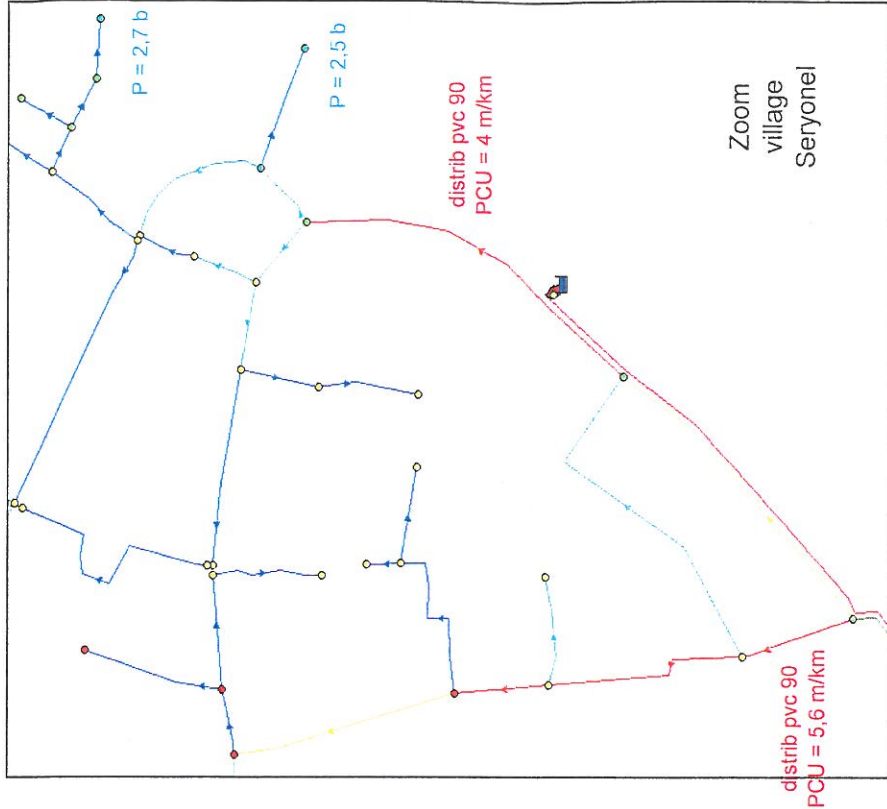 P = 2,7 b
P = 2,5 b
distrib pvc 90
PCU = 4 m/km
Zoom
village
Seryonel
distrib pvc 90
PCU = 5,6 m/km